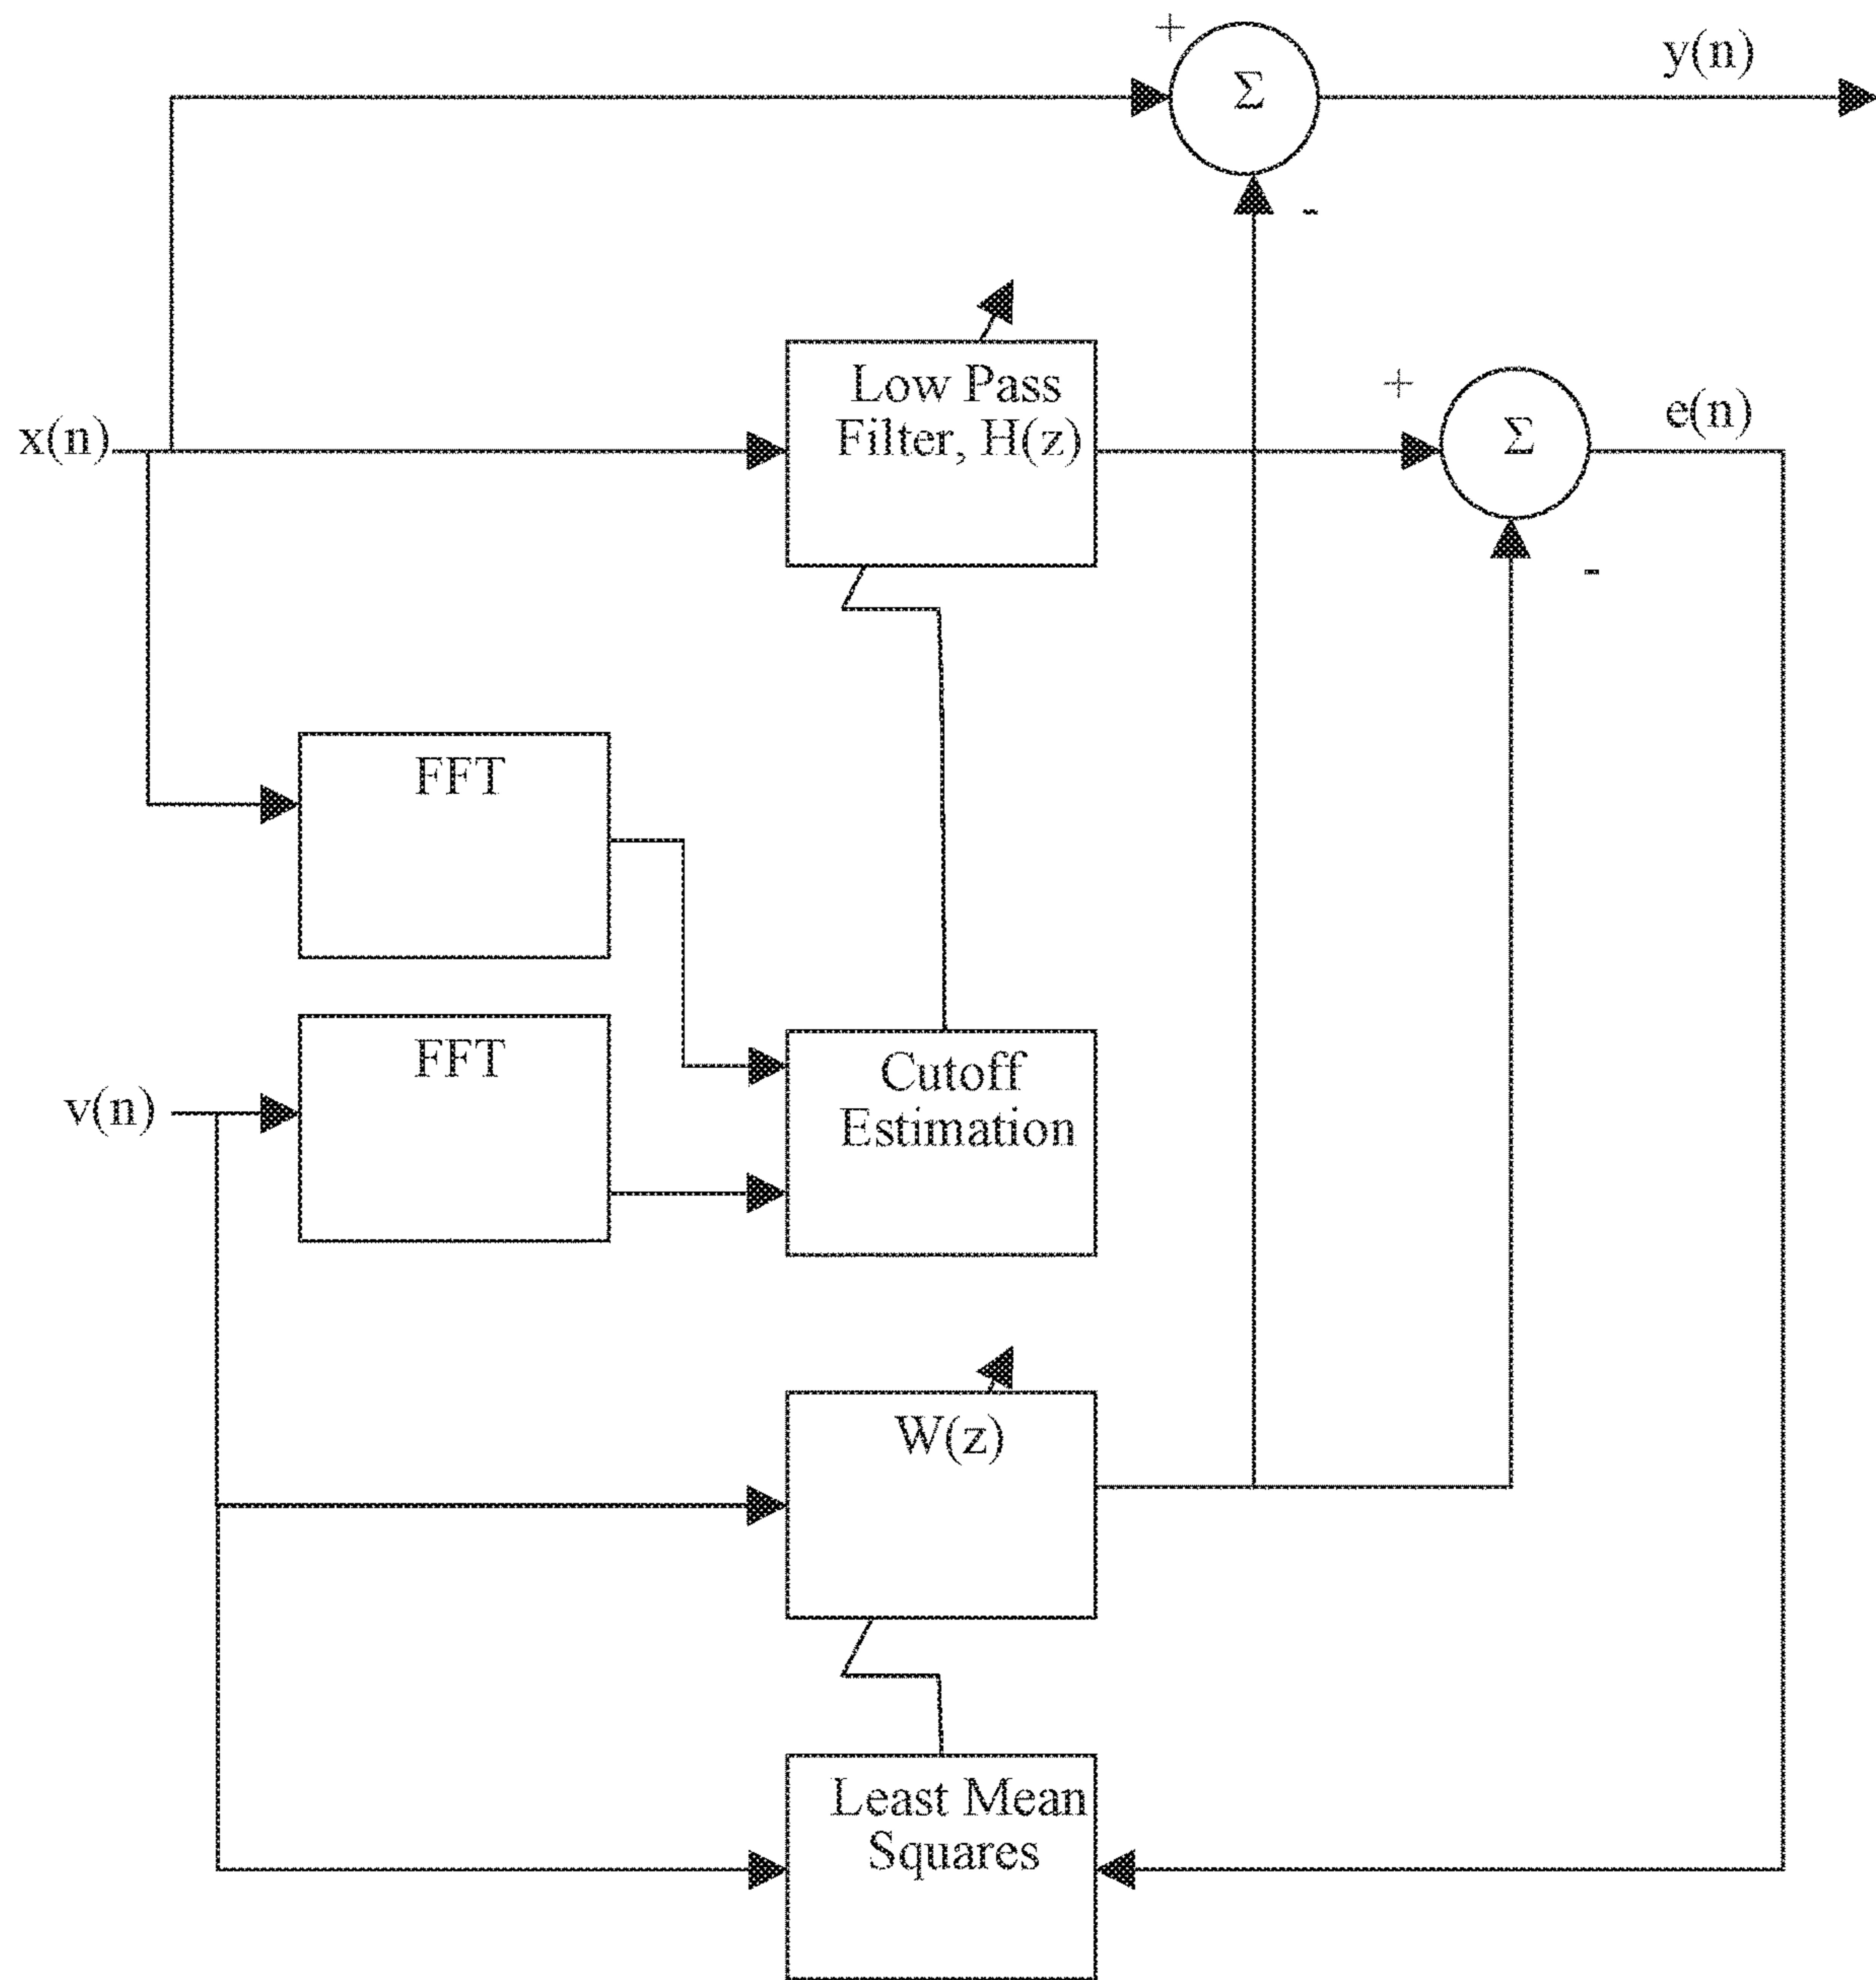 +
Σ
y(n)
-
Low Pass
Filter, H(z)
+
Σ
e(n)
x(n)
-
FFT
FFT
Cutoff
Estimation
v(n)
W(z)
Least Mean
Squares